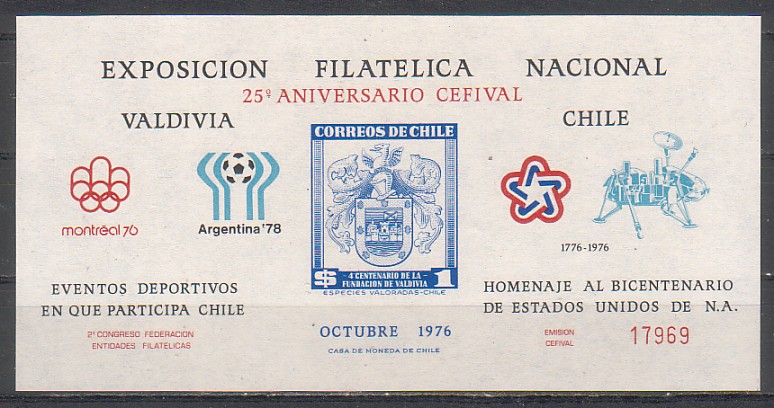 EXPOSICION FILATELICA NACIONAL
25º ANIVERSARIO CEFIVAL
VALDIVIA CHILE
CORREOS DE CHILE
montréal 76
Argentina '78
1776-1976
$ 4 CENTENARIO DE LA FUNDACION DE VALDIVIA 1
ESPECIES VALORADAS-CHILE
EVENTOS DEPORTIVOS
EN QUE PARTICIPA CHILE
HOMENAJE AL BICENTENARIO
DE ESTADOS UNIDOS DE N.A.
2º CONGRESO FEDERACION
ENTIDADES FILATELICAS
OCTUBRE 1976
CASA DE MONEDA DE CHILE
EMISION
CEFIVAL
17969